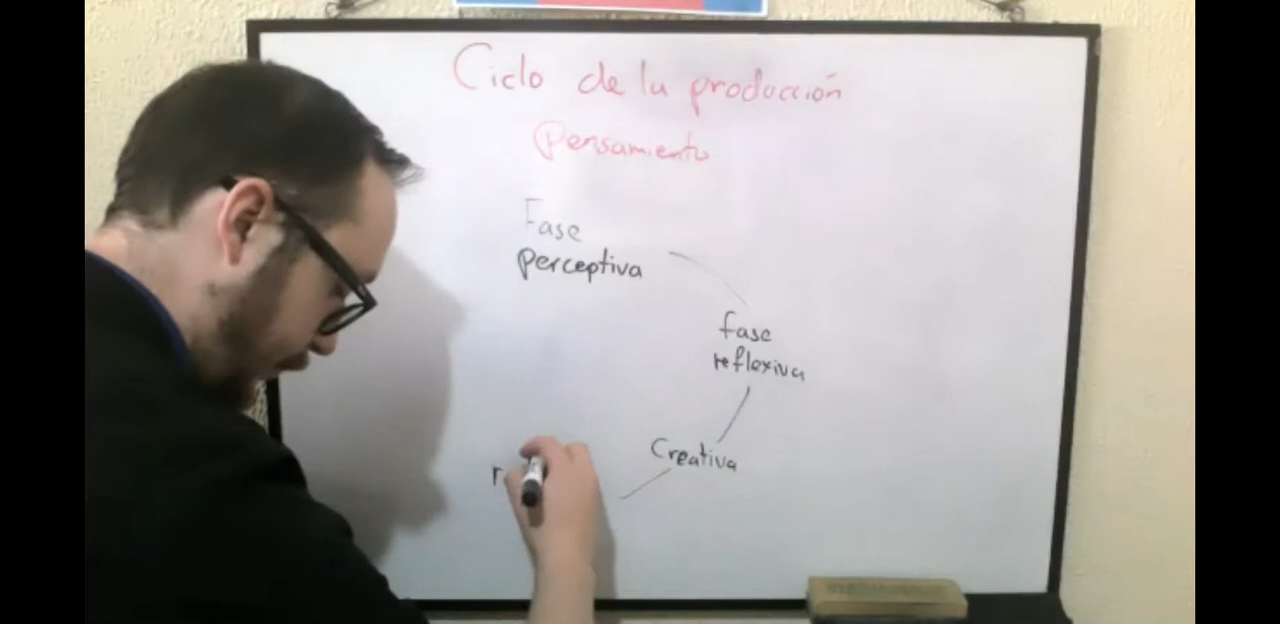 Ciclo de la producción
pensamiento
Fase
perceptiva
fase
reflexiva
Creativa
r